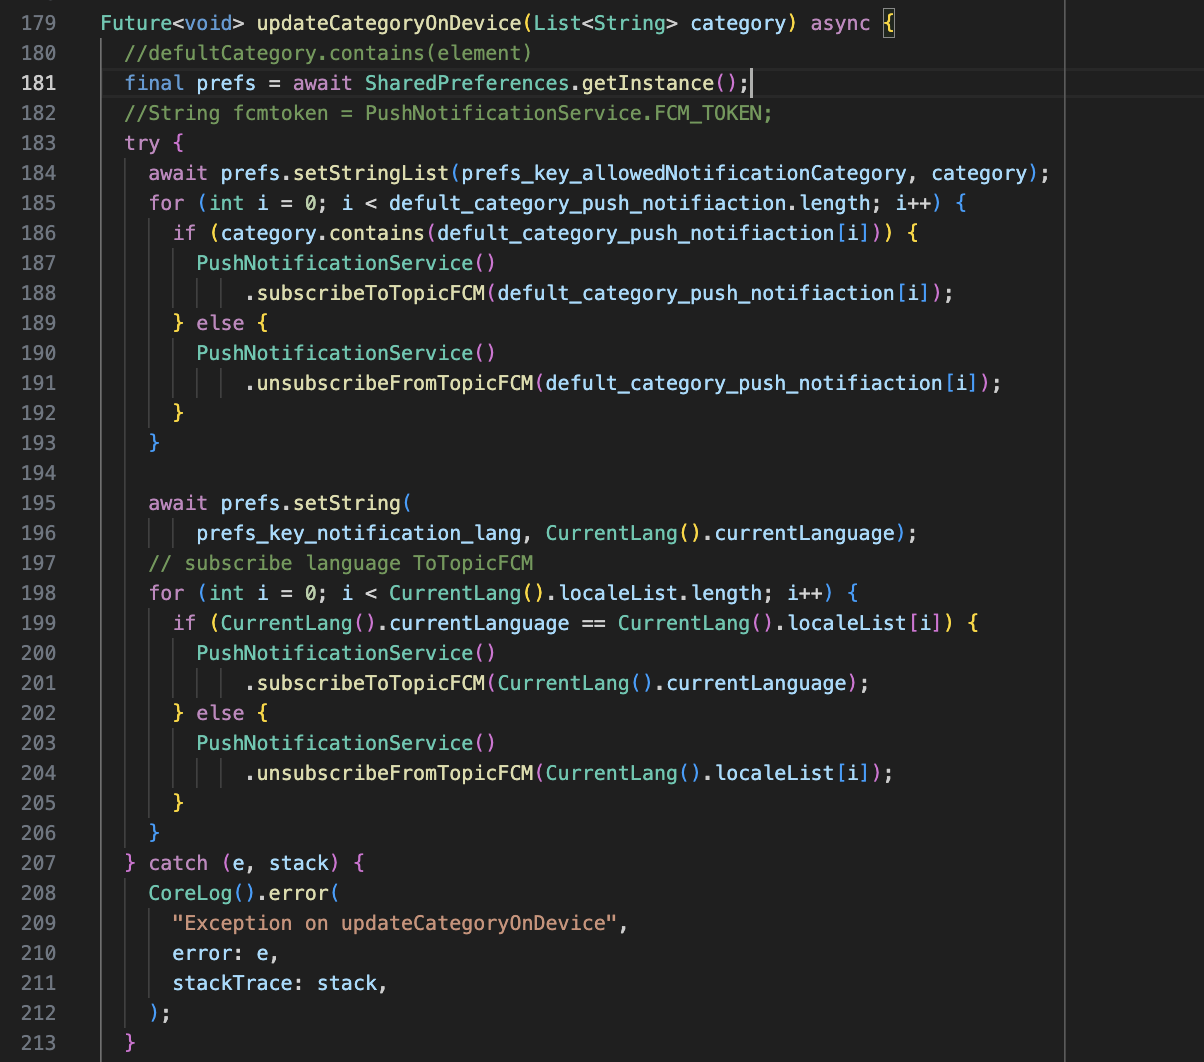 179 Future<void> updateCategoryOnDevice(List<String> category) async {
180 //defultCategory.contains(element)
181 final prefs = await SharedPreferences.getInstance();
182 //String fcmtoken = PushNotificationService.FCM_TOKEN;
183 try {
184 await prefs.setStringList(prefs_key_allowedNotificationCategory, category);
185 for (int i = 0; i < defult_category_push_notifiaction.length; i++) {
186 if (category.contains(defult_category_push_notifiaction[i])) {
187 PushNotificationService()
188 .subscribeToTopicFCM(defult_category_push_notifiaction[i]);
189 } else {
190 PushNotificationService()
191 .unsubscribeFromTopicFCM(defult_category_push_notifiaction[i]);
192 }
193 }
194
195 await prefs.setString(
196 prefs_key_notification_lang, CurrentLang().currentLanguage);
197 // subscribe language ToTopicFCM
198 for (int i = 0; i < CurrentLang().localeList.length; i++) {
199 if (CurrentLang().currentLanguage == CurrentLang().localeList[i]) {
200 PushNotificationService()
201 .subscribeToTopicFCM(CurrentLang().currentLanguage);
202 } else {
203 PushNotificationService()
204 .unsubscribeFromTopicFCM(CurrentLang().localeList[i]);
205 }
206 }
207 } catch (e, stack) {
208 CoreLog().error(
209 "Exception on updateCategoryOnDevice",
210 error: e,
211 stackTrace: stack,
212 );
213 }